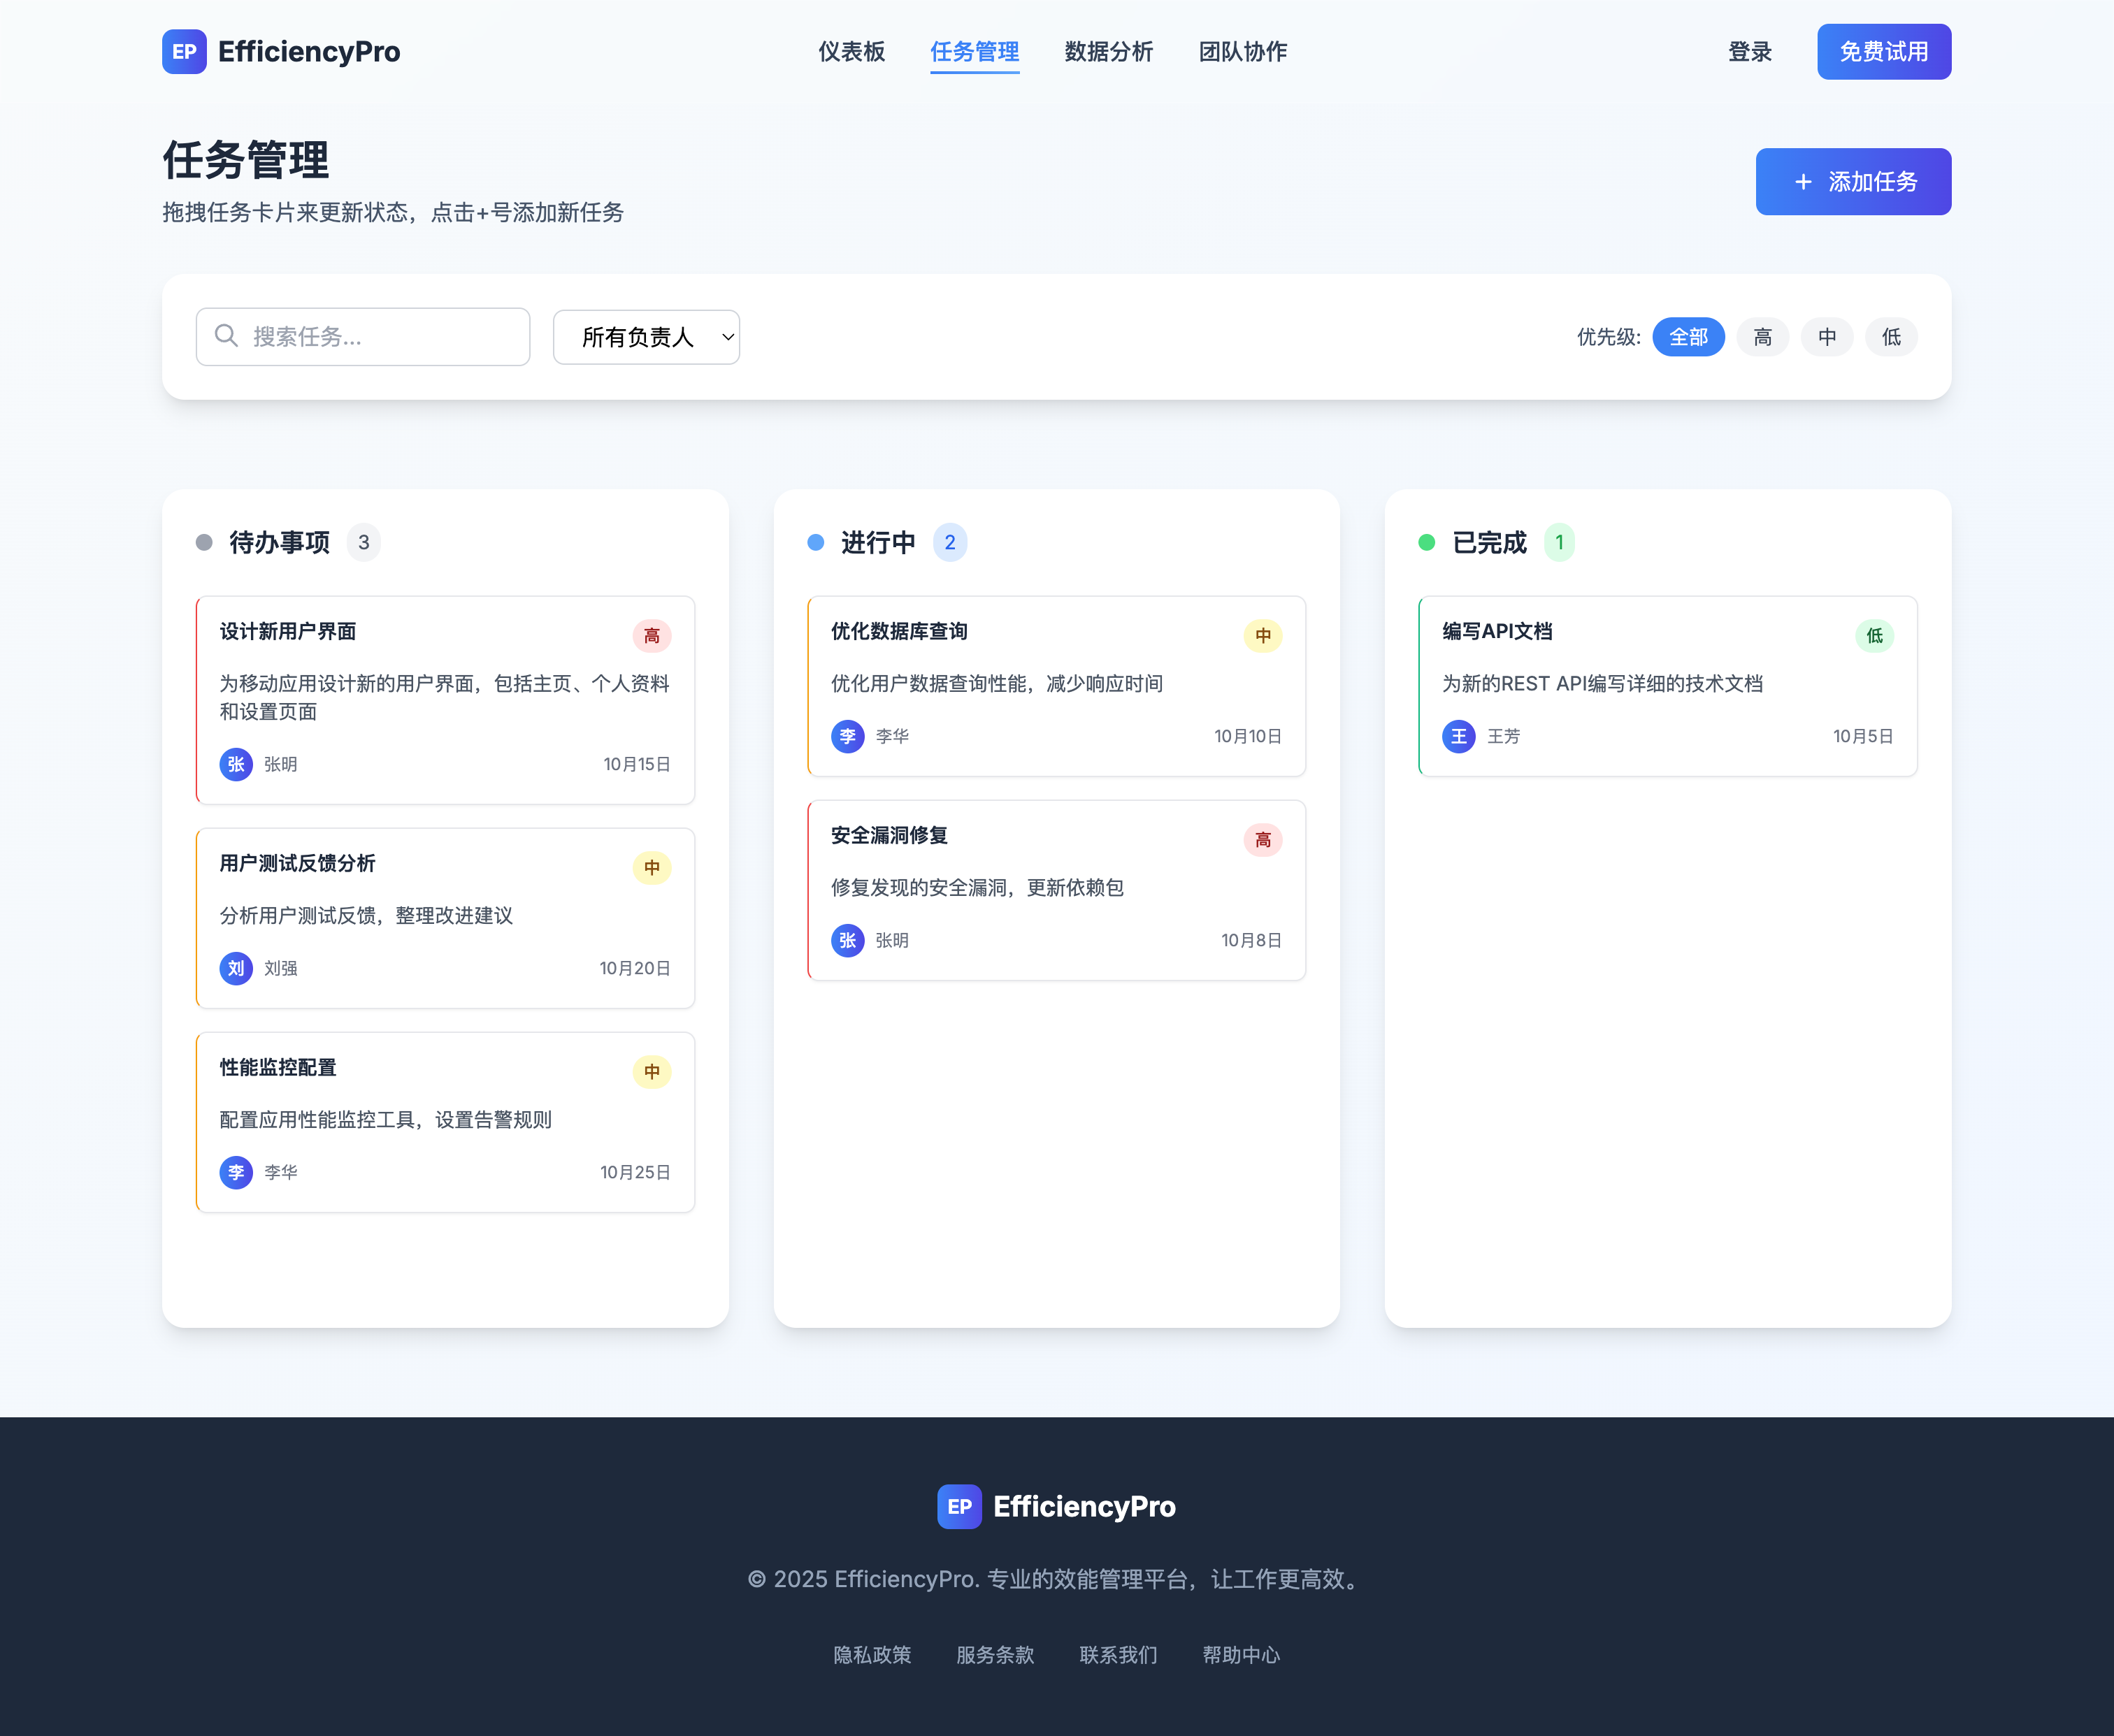 EP EfficiencyPro
仪表板 任务管理 数据分析 团队协作
登录 免费试用
任务管理
拖拽任务卡片来更新状态，点击+号添加新任务
+ 添加任务
搜索任务...
所有负责人
优先级: 全部 高 中 低
待办事项 3
设计新用户界面 高
为移动应用设计新的用户界面，包括主页、个人资料
和设置页面
张 张明 10月15日
用户测试反馈分析 中
分析用户测试反馈，整理改进建议
刘 刘强 10月20日
性能监控配置 中
配置应用性能监控工具，设置告警规则
李 李华 10月25日
进行中 2
优化数据库查询 中
优化用户数据查询性能，减少响应时间
李 李华 10月10日
安全漏洞修复 高
修复发现的安全漏洞，更新依赖包
张 张明 10月8日
已完成 1
编写API文档 低
为新的REST API编写详细的技术文档
王 王芳 10月5日
EP EfficiencyPro
© 2025 EfficiencyPro. 专业的效能管理平台，让工作更高效。
隐私政策 服务条款 联系我们 帮助中心